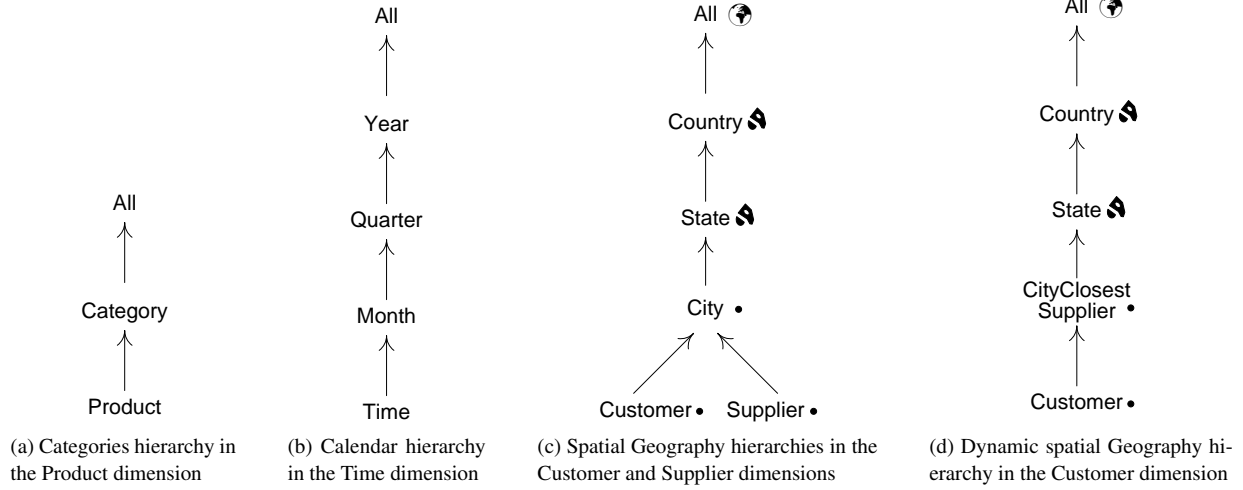 All
Category
Product
(a) Categories hierarchy in
the Product dimension
All
Year
Quarter
Month
Time
(b) Calendar hierarchy
in the Time dimension
All
Country
State
City
Customer Supplier
(c) Spatial Geography hierarchies in the
Customer and Supplier dimensions
All
Country
State
CityClosest
Supplier
Customer
(d) Dynamic spatial Geography hi-
erarchy in the Customer dimension